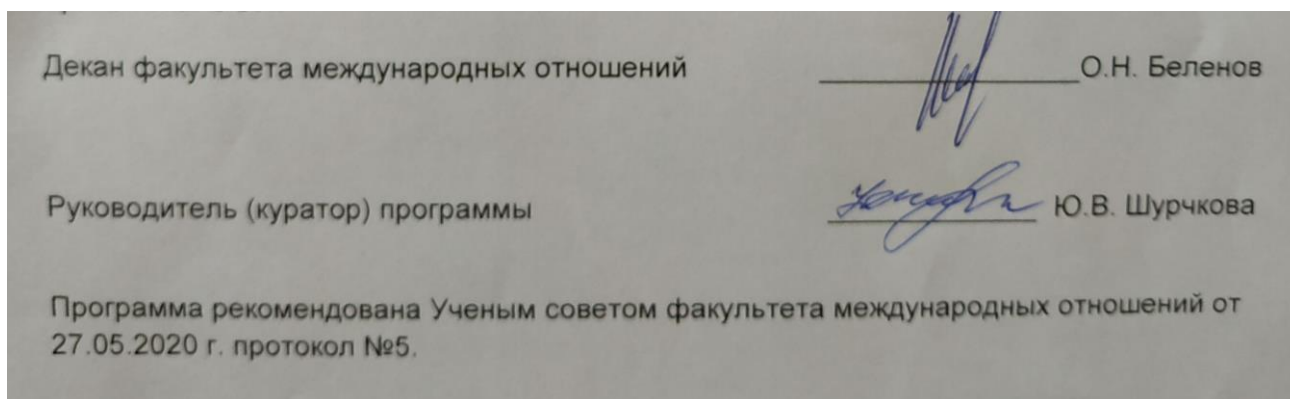 Декан факультета международных отношений О.Н. Беленов
Руководитель (куратор) программы Ю.В. Шурчкова
Программа рекомендована Ученым советом факультета международных отношений от
27.05.2020 г. протокол №5.